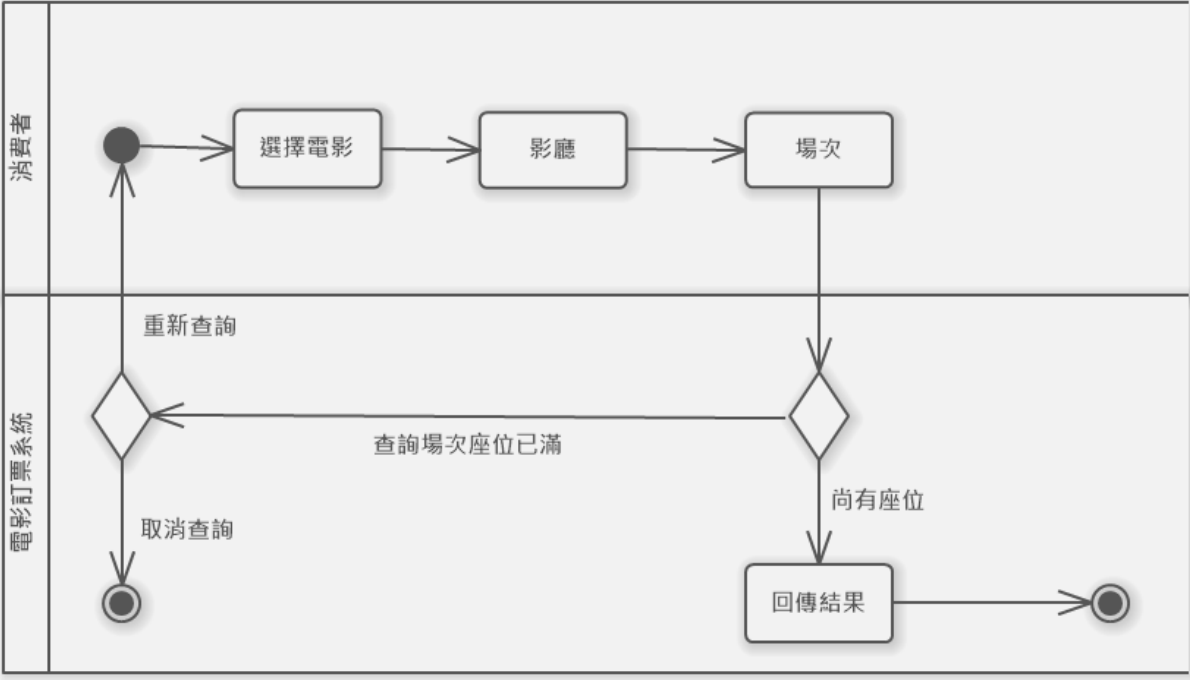 消費者
選擇電影
影廳
場次
電影訂票系統
重新查詢
查詢場次座位已滿
尚有座位
取消查詢
回傳結果